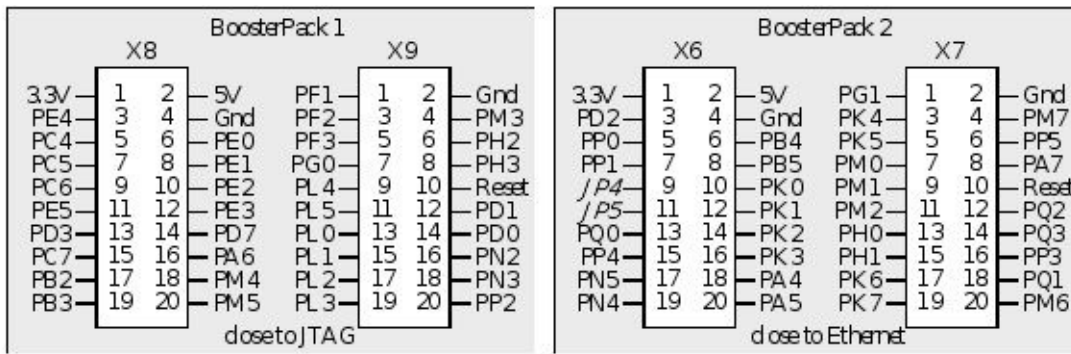 BoosterPack 1
X8 X9
3.3V 1 2 5V PF1 1 2 Gnd
PE4 3 4 Gnd PF2 3 4 PM3
PC4 5 6 PE0 PF3 5 6 PH2
PC5 7 8 PE1 PG0 7 8 PH3
PC6 9 10 PE2 PL4 9 10 Reset
PE5 11 12 PE3 PL5 11 12 PD1
PD3 13 14 PD7 PL0 13 14 PD0
PC7 15 16 PA6 PL1 15 16 PN2
PB2 17 18 PM4 PL2 17 18 PN3
PB3 19 20 PM5 PL3 19 20 PP2
close to JTAG
BoosterPack 2
X6 X7
3.3V 1 2 5V PG1 1 2 Gnd
PD2 3 4 Gnd PK4 3 4 PM7
PP0 5 6 PB4 PK5 5 6 PP5
PP1 7 8 PB5 PM0 7 8 PA7
JP4 9 10 PK0 PM1 9 10 Reset
JP5 11 12 PK1 PM2 11 12 PQ2
PQ0 13 14 PK2 PH0 13 14 PQ3
PP4 15 16 PK3 PH1 15 16 PP3
PN5 17 18 PA4 PK6 17 18 PQ1
PN4 19 20 PA5 PK7 19 20 PM6
close to Ethernet